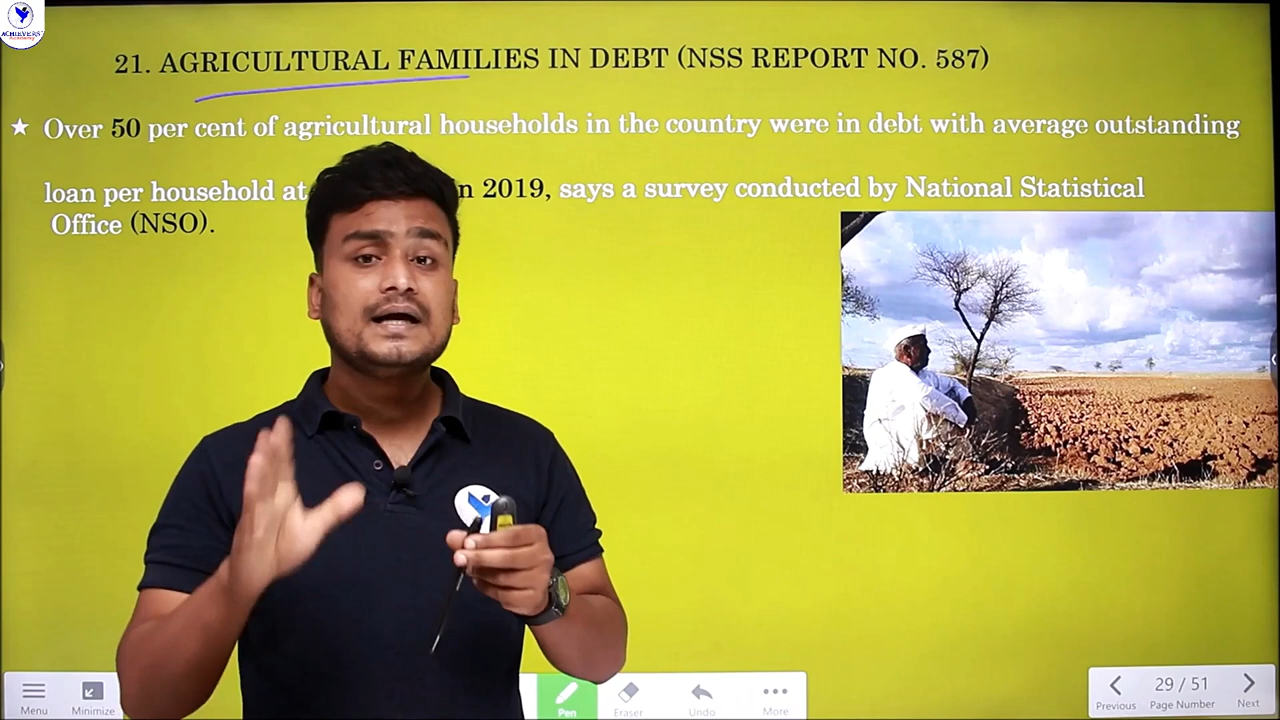 ACHIEVERS'
Academy
21. AGRICULTURAL FAMILIES IN DEBT (NSS REPORT NO. 587)
★ Over 50 per cent of agricultural households in the country were in debt with average outstanding
loan per household at n 2019, says a survey conducted by National Statistical
Office (NSO).
Menu
Minimize
Pen
Eraser
Undo
More
Previous
29 / 51
Page Number
Next